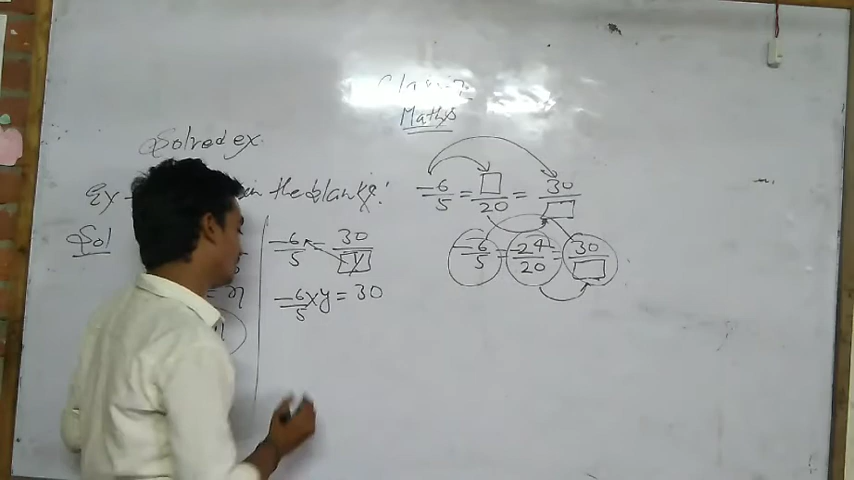 Maths
Solved ex.
Ex in the blanks:
-6/5 = □/20 = 30/□
Sol
-6/5 = 30/y
-6/5 = -24/20 = 30/□
= n
-6/5 x y = 30